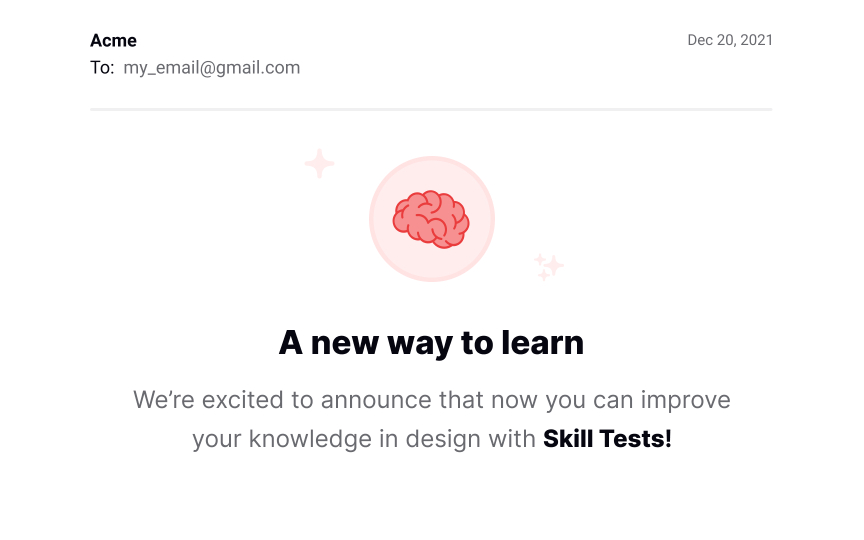 Acme
Dec 20, 2021
To: my_email@gmail.com
A new way to learn
We’re excited to announce that now you can improve
your knowledge in design with Skill Tests!